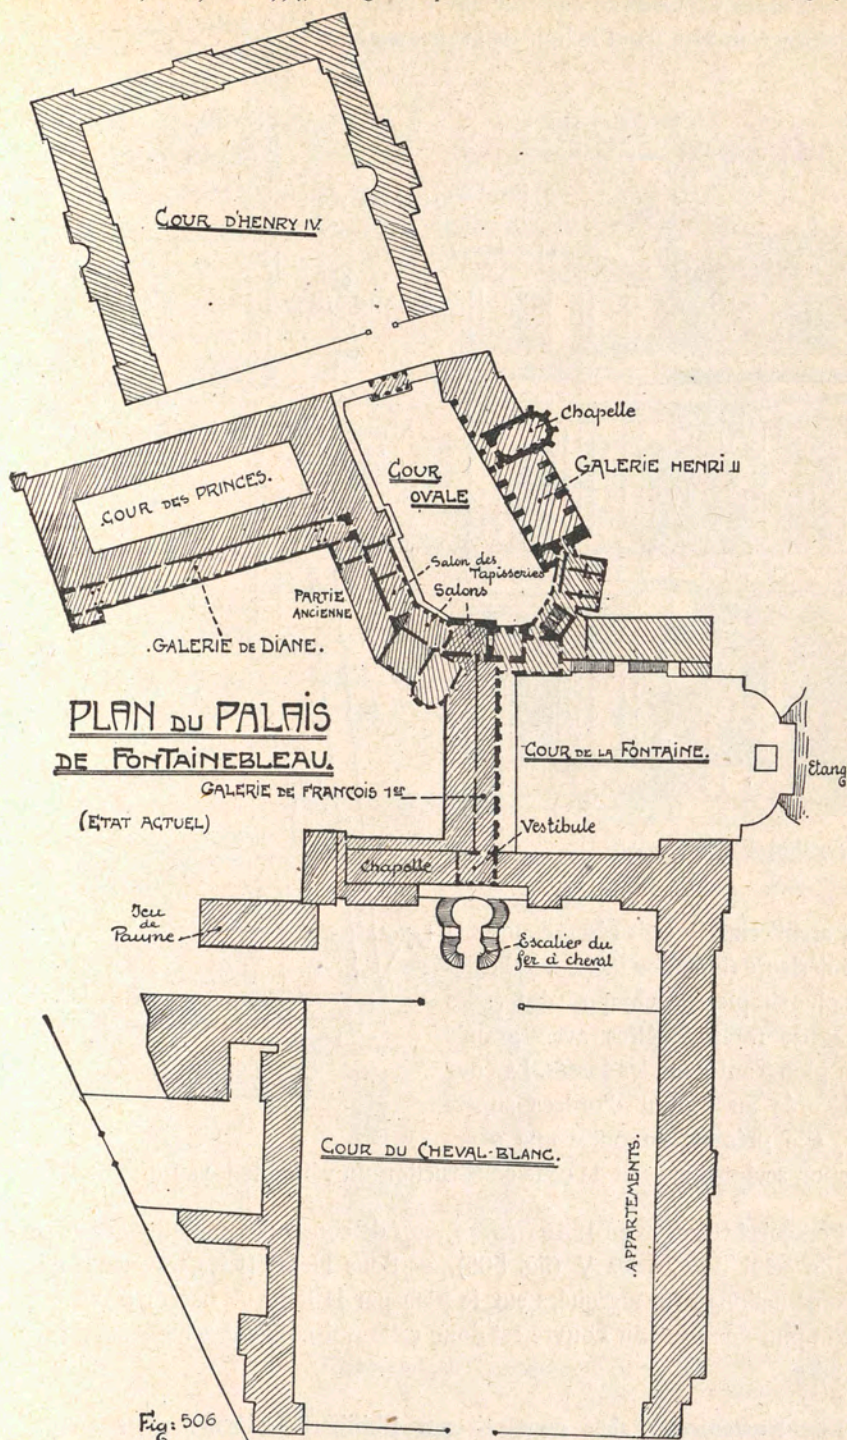 COUR D'HENRY IV.
Chapelle
GALERIE HENRI II
COUR
OVALE
COUR DES PRINCES.
Salon des
Tapisseries
Salons
PARTIE
ANCIENNE
.GALERIE DE DIANE.
PLAN DU PALAIS
DE FONTAINEBLEAU.
COUR DE LA FONTAINE.
Etang
GALERIE DE FRANCOIS 1er
(ETAT ACTUEL)
Vestibule
Chapelle
Jeu
de
Paume
Escalier du
fer à cheval
COUR DU CHEVAL-BLANC.
.APPARTEMENTS.
Fig: 506